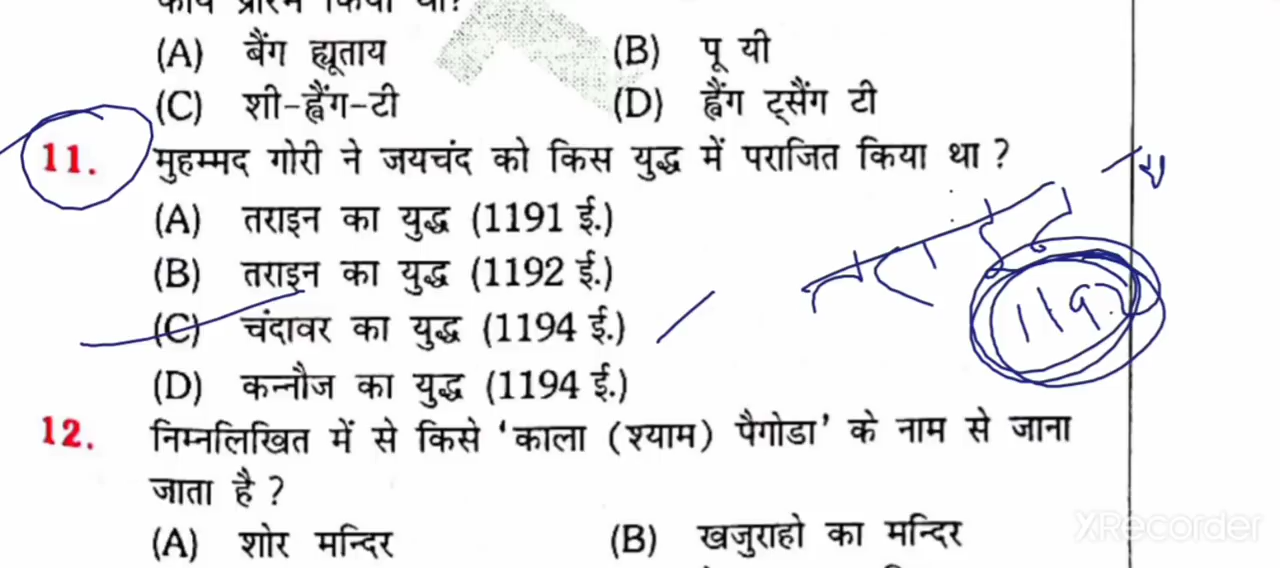 कार्य प्रारंभ किया था?
(A) बैंग ह्यूताय (B) पू यी
(C) शी-ह्वैंग-टी (D) ह्वैंग ट्सैंग टी
11. मुहम्मद गोरी ने जयचंद को किस युद्ध में पराजित किया था ?
(A) तराइन का युद्ध (1191 ई.)
(B) तराइन का युद्ध (1192 ई.)
(C) चंदावर का युद्ध (1194 ई.)
(D) कन्नौज का युद्ध (1194 ई.)
12. निम्नलिखित में से किसे ‘काला (श्याम) पैगोडा’ के नाम से जाना
जाता है ?
(A) शोर मन्दिर (B) खजुराहो का मन्दिर
XRecorder